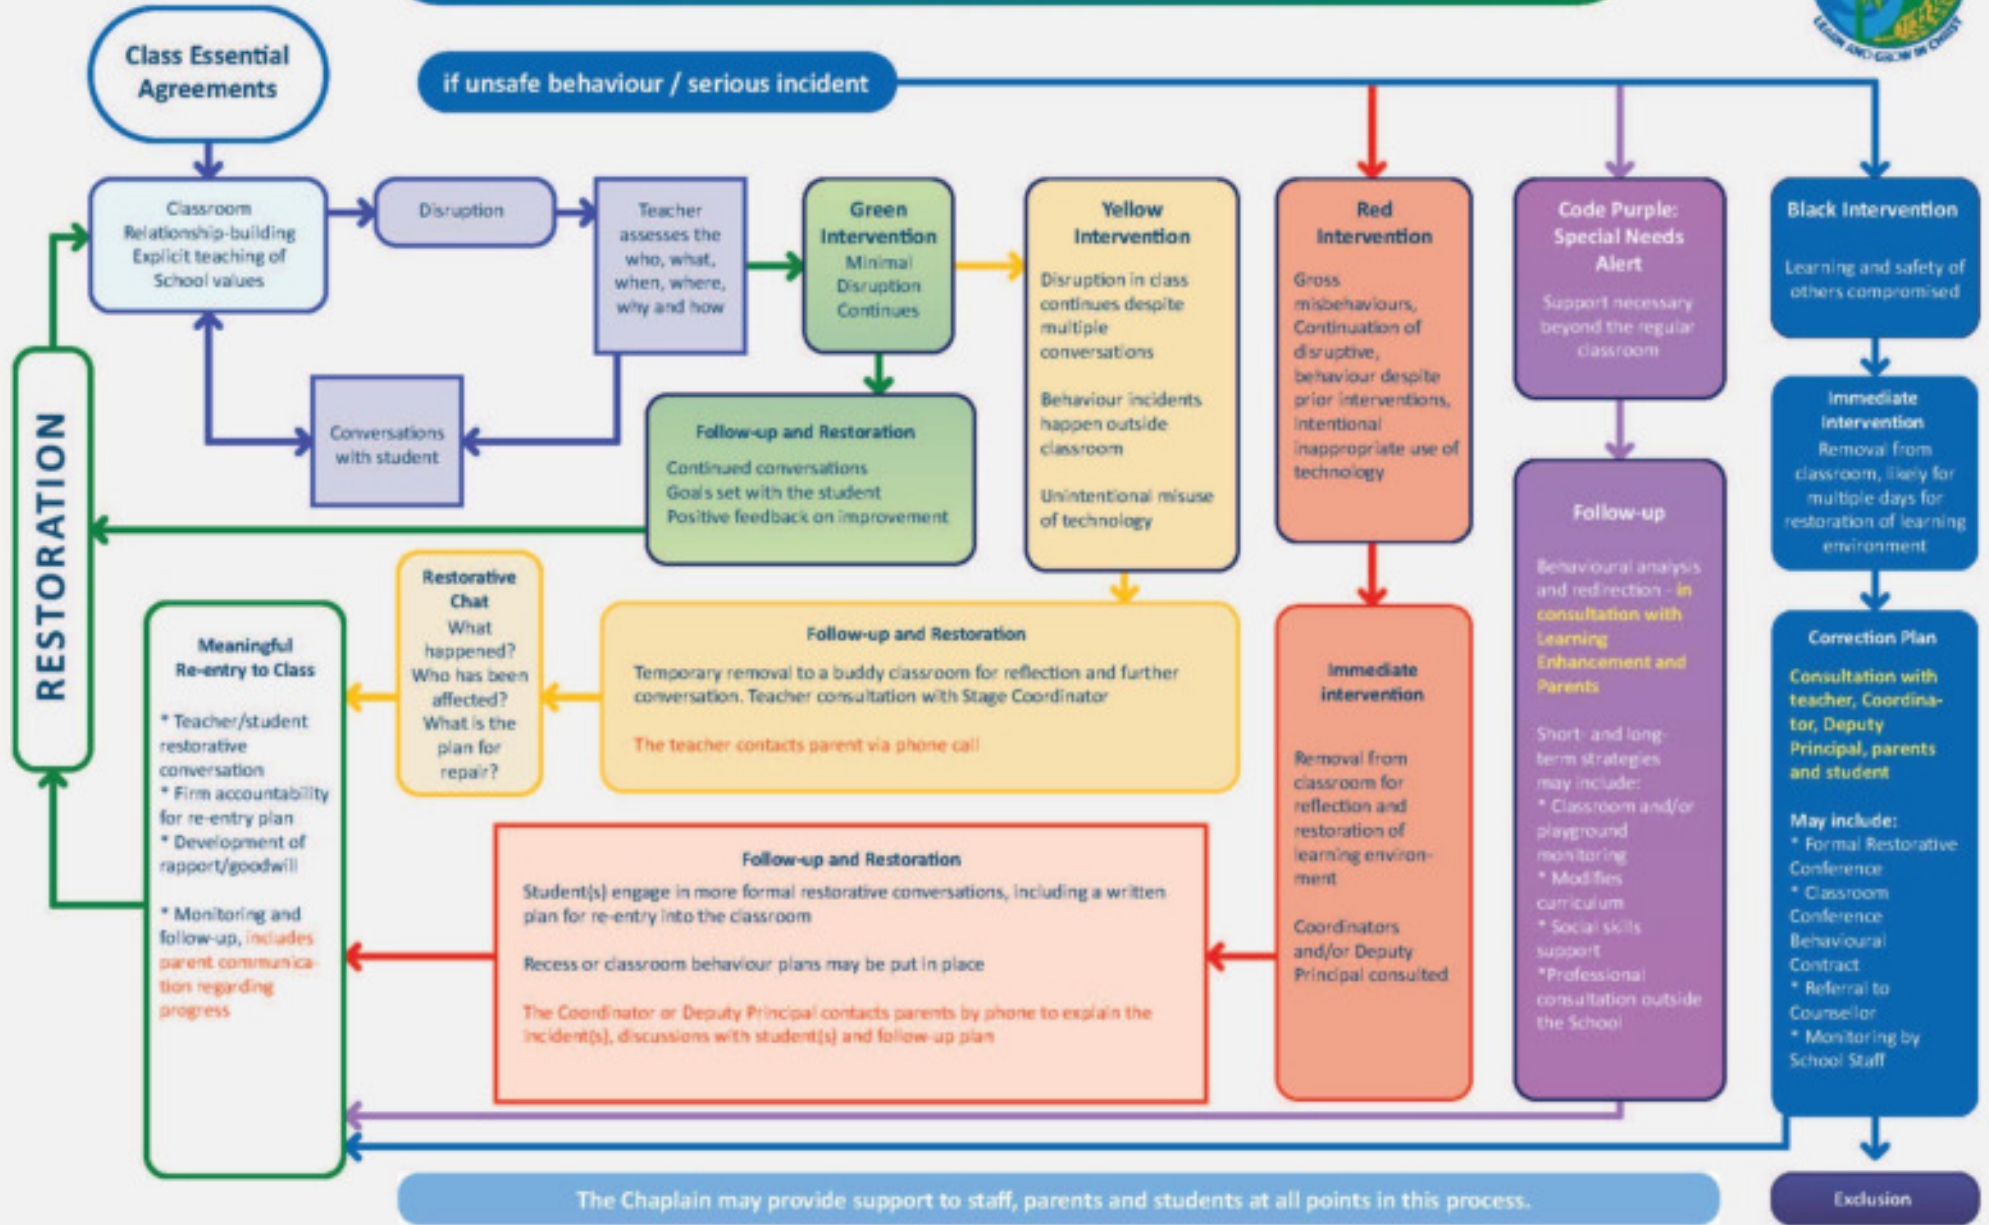 LEARN AND GROW IN CHRIST
Class Essential
Agreements
if unsafe behaviour / serious incident
Classroom
Relationship-building
Explicit teaching of
School values
Disruption
Teacher
assesses the
who, what,
when, where,
why and how
Green
Intervention
Minimal
Disruption
Continues
Yellow
Intervention
Disruption in class
continues despite
multiple
conversations
Behaviour incidents
happen outside
classroom
Unintentional misuse
of technology
Red
Intervention
Gross
misbehaviours,
Continuation of
disruptive,
behaviour despite
prior interventions,
Intentional
inappropriate use of
technology
Code Purple:
Special Needs
Alert
Support necessary
beyond the regular
classroom
Black Intervention
Learning and safety of
others compromised
Conversations
with student
Follow-up and Restoration
Continued conversations
Goals set with the student
Positive feedback on improvement
Immediate
Intervention
Removal from
classroom, likely for
multiple days for
restoration of learning
environment
RESTORATION
Meaningful
Re-entry to Class
* Teacher/student
restorative
conversation
* Firm accountability
for re-entry plan
* Development of
rapport/goodwill
* Monitoring and
follow-up, includes
parent communica-
tion regarding
progress
Restorative
Chat
What
happened?
Who has been
affected?
What is the
plan for
repair?
Follow-up and Restoration
Temporary removal to a buddy classroom for reflection and further
conversation. Teacher consultation with Stage Coordinator
The teacher contacts parent via phone call
Follow-up and Restoration
Student(s) engage in more formal restorative conversations, including a written
plan for re-entry into the classroom
Recess or classroom behaviour plans may be put in place
The Coordinator or Deputy Principal contacts parents by phone to explain the
incident(s), discussions with student(s) and follow-up plan
Immediate
intervention
Removal from
classroom for
reflection and
restoration of
learning environ-
ment
Coordinators
and/or Deputy
Principal consulted
Follow-up
Behavioural analysis
and redirection - in
consultation with
Learning
Enhancement and
Parents
Short- and long-
term strategies
may include:
* Classroom and/or
playground
monitoring
* Modifies
curriculum
* Social skills
support
*Professional
consultation outside
the School
Correction Plan
Consultation with
teacher, Coordina-
tor, Deputy
Principal, parents
and student
May include:
* Formal Restorative
Conference
* Classroom
Conference
Behavioural
Contract
* Referral to
Counsellor
* Monitoring by
School Staff
The Chaplain may provide support to staff, parents and students at all points in this process.
Exclusion